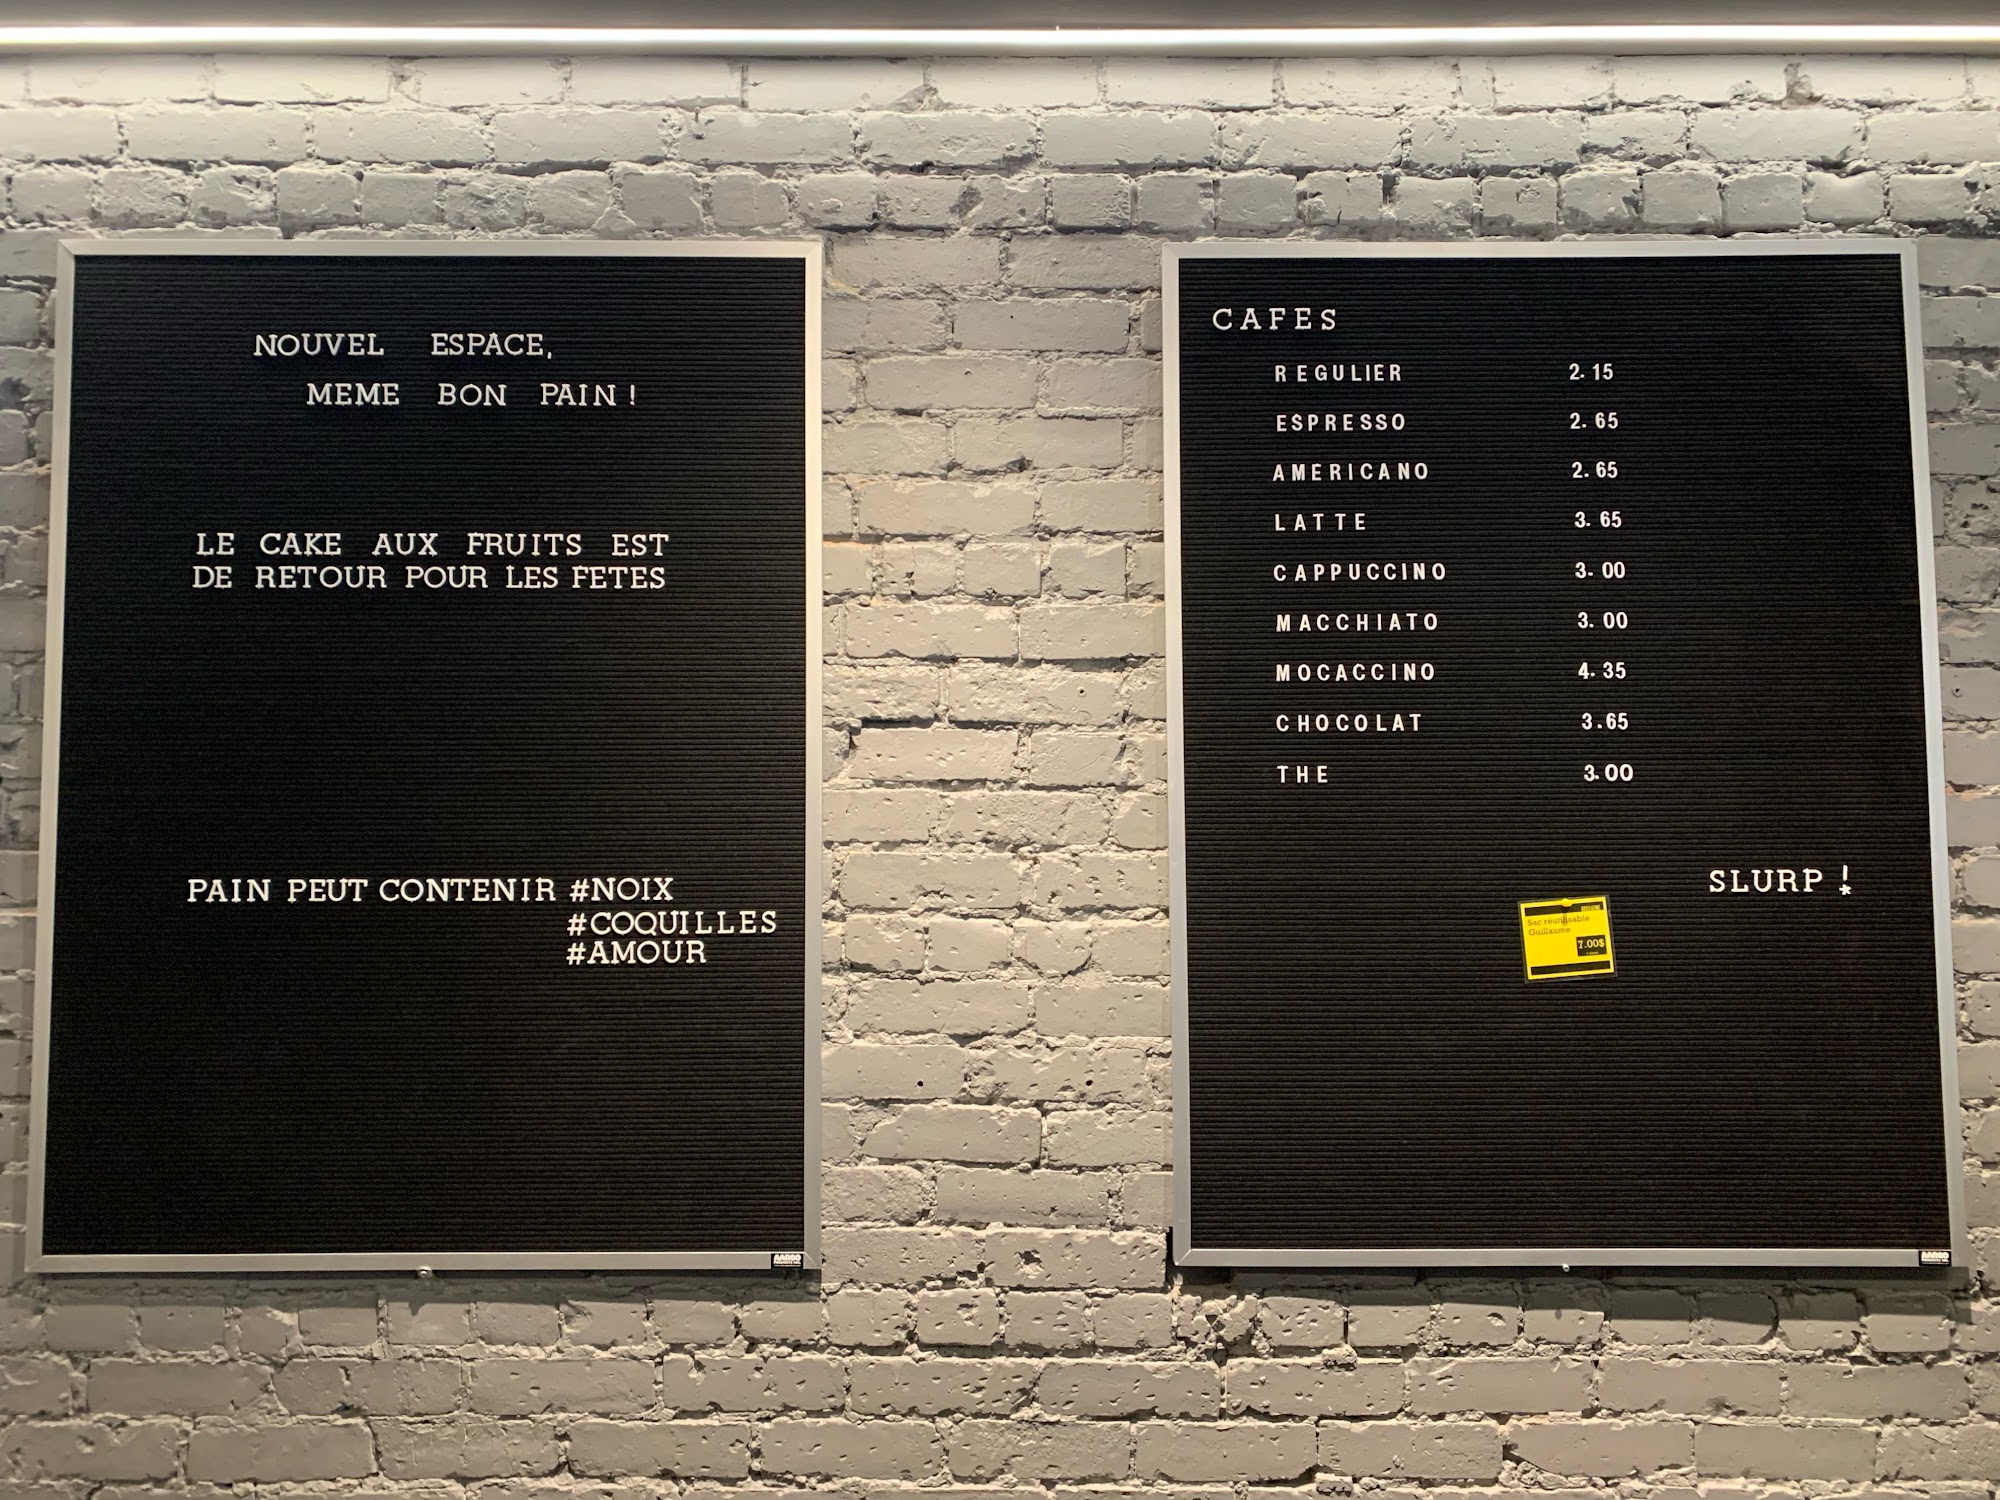 NOUVEL ESPACE,
MEME BON PAIN !
LE CAKE AUX FRUITS EST
DE RETOUR POUR LES FETES
PAIN PEUT CONTENIR #NOIX
#COQUILLES
#AMOUR
CAFES
REGULIER 2.15
ESPRESSO 2.65
AMERICANO 2.65
LATTE 3.65
CAPPUCCINO 3.00
MACCHIATO 3.00
MOCACCINO 4.35
CHOCOLAT 3.65
THE 3.00
SLURP !
Sac réutilisable
Guillaume
7.00$